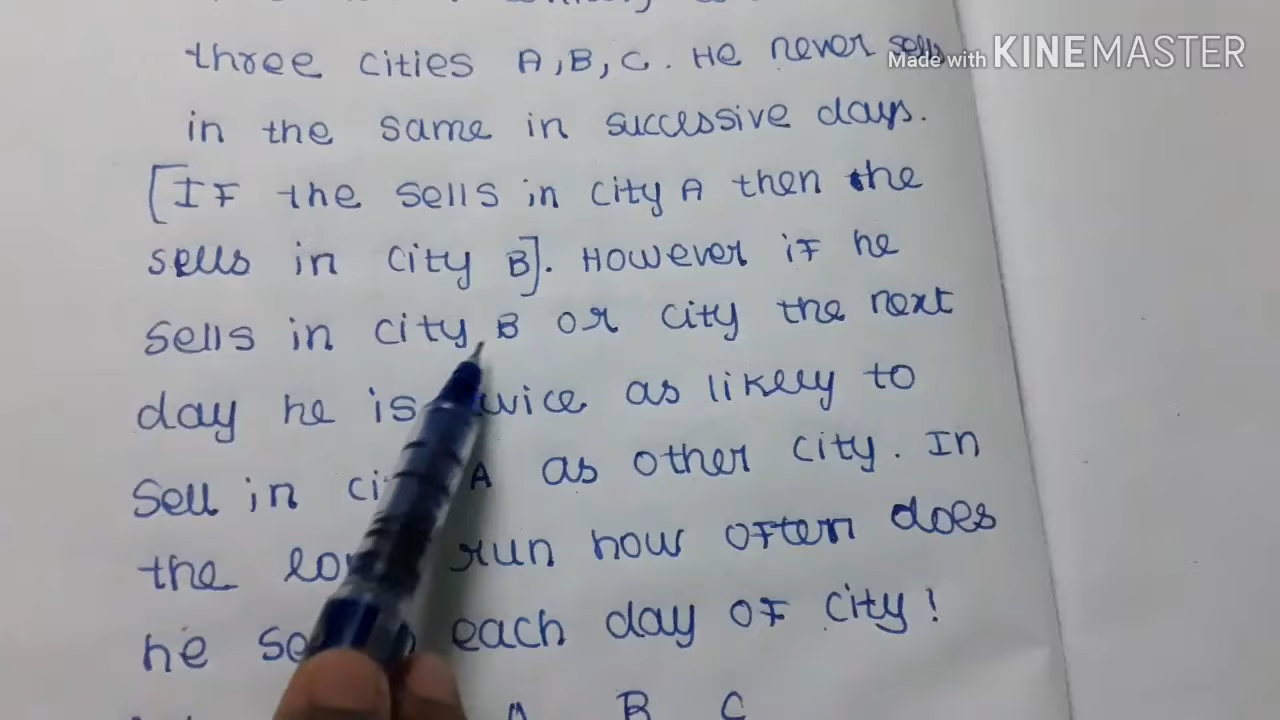 three cities A, B, C. He never sells
Made with KINEMASTER
in the same in successive days.
[IF the sells in city A then the
sells in city B]. However if he
sells in city B or city the next
day he is twice as likely to
sell in city A as other city. In
the run how often does
he each day of city!
A B C